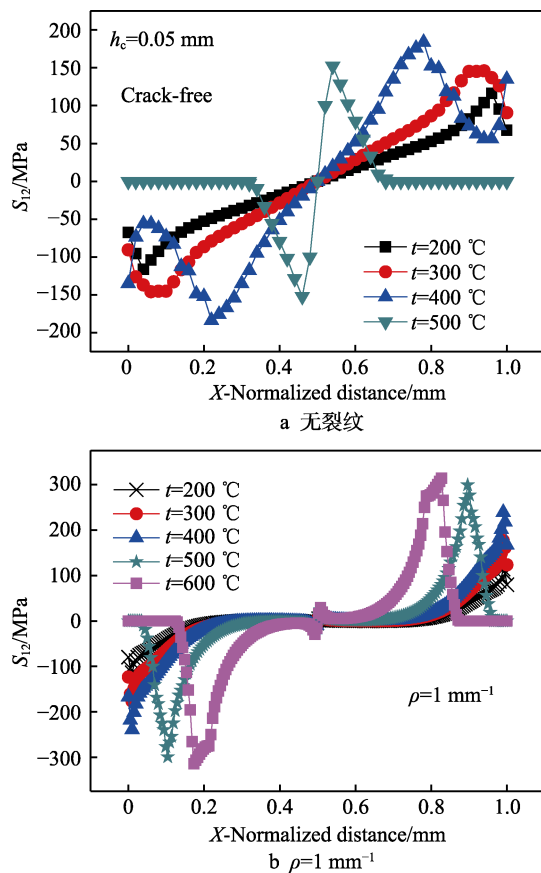 200
150
100
50
0
−50
−100
−150
−200
S12/MPa
hc=0.05 mm
Crack-free
t=200 ℃
t=300 ℃
t=400 ℃
t=500 ℃
0 0.2 0.4 0.6 0.8 1.0
X-Normalized distance/mm
a 无裂纹
300
200
100
0
−100
−200
−300
S12/MPa
t=200 ℃
t=300 ℃
t=400 ℃
t=500 ℃
t=600 ℃
ρ=1 mm⁻¹
0 0.2 0.4 0.6 0.8 1.0
X-Normalized distance/mm
b ρ=1 mm⁻¹